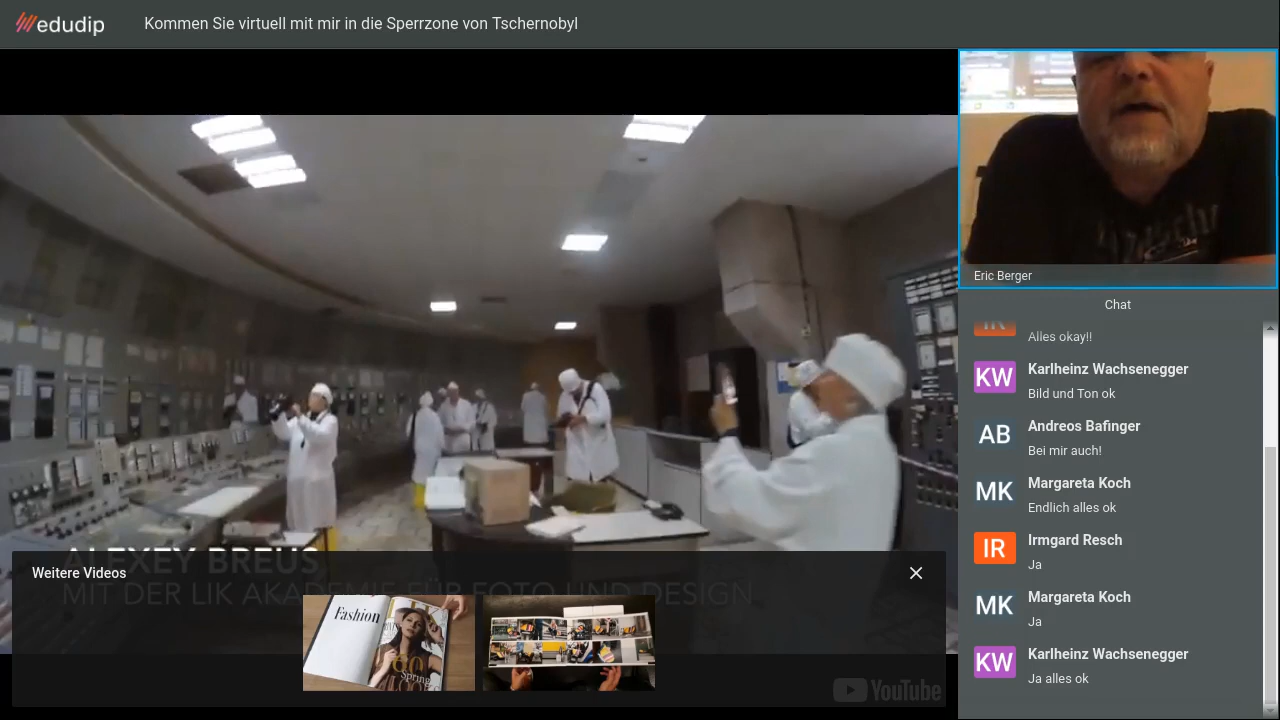 edudip
Kommen Sie virtuell mit mir in die Sperrzone von Tschernobyl
ALEXEY BREUS
MIT DER LIK AKADEMIE FÜR FOTO UND DESIGN
Weitere Videos
Fashion
Spring
YouTube
Eric Berger
Chat
IR
Alles okay!!
KW
Karlheinz Wachsenegger
Bild und Ton ok
AB
Andreos Bafinger
Bei mir auch!
MK
Margareta Koch
Endlich alles ok
IR
Irmgard Resch
Ja
MK
Margareta Koch
Ja
KW
Karlheinz Wachsenegger
Ja alles ok